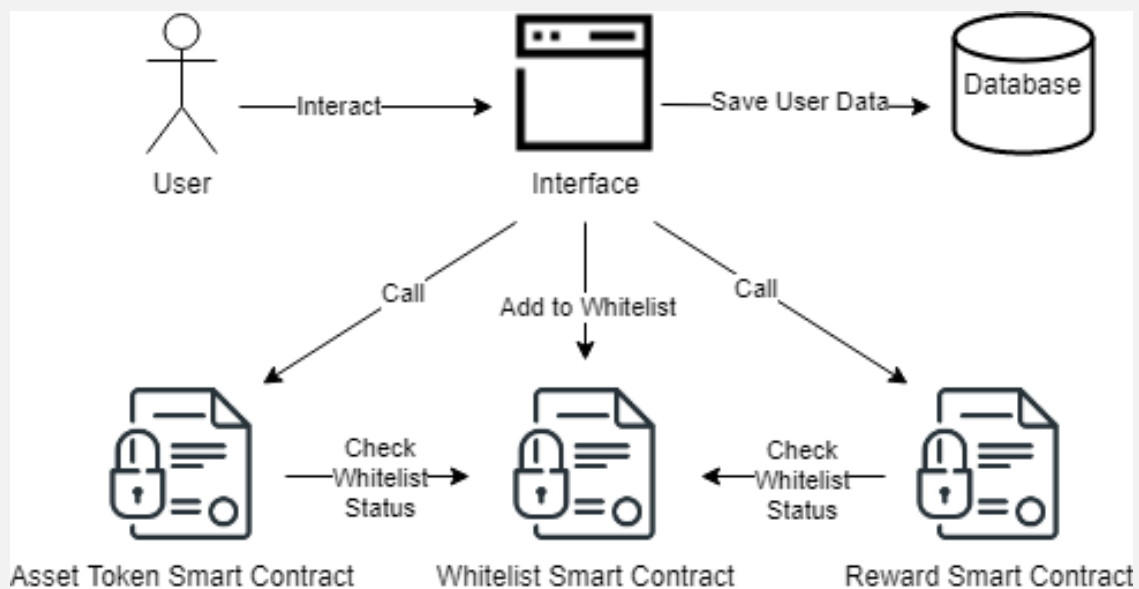 Database
Interact
Save User Data
User
Interface
Call
Call
Add to Whitelist
Check
Whitelist
Status
Check
Whitelist
Status
Asset Token Smart Contract
Whitelist Smart Contract
Reward Smart Contract